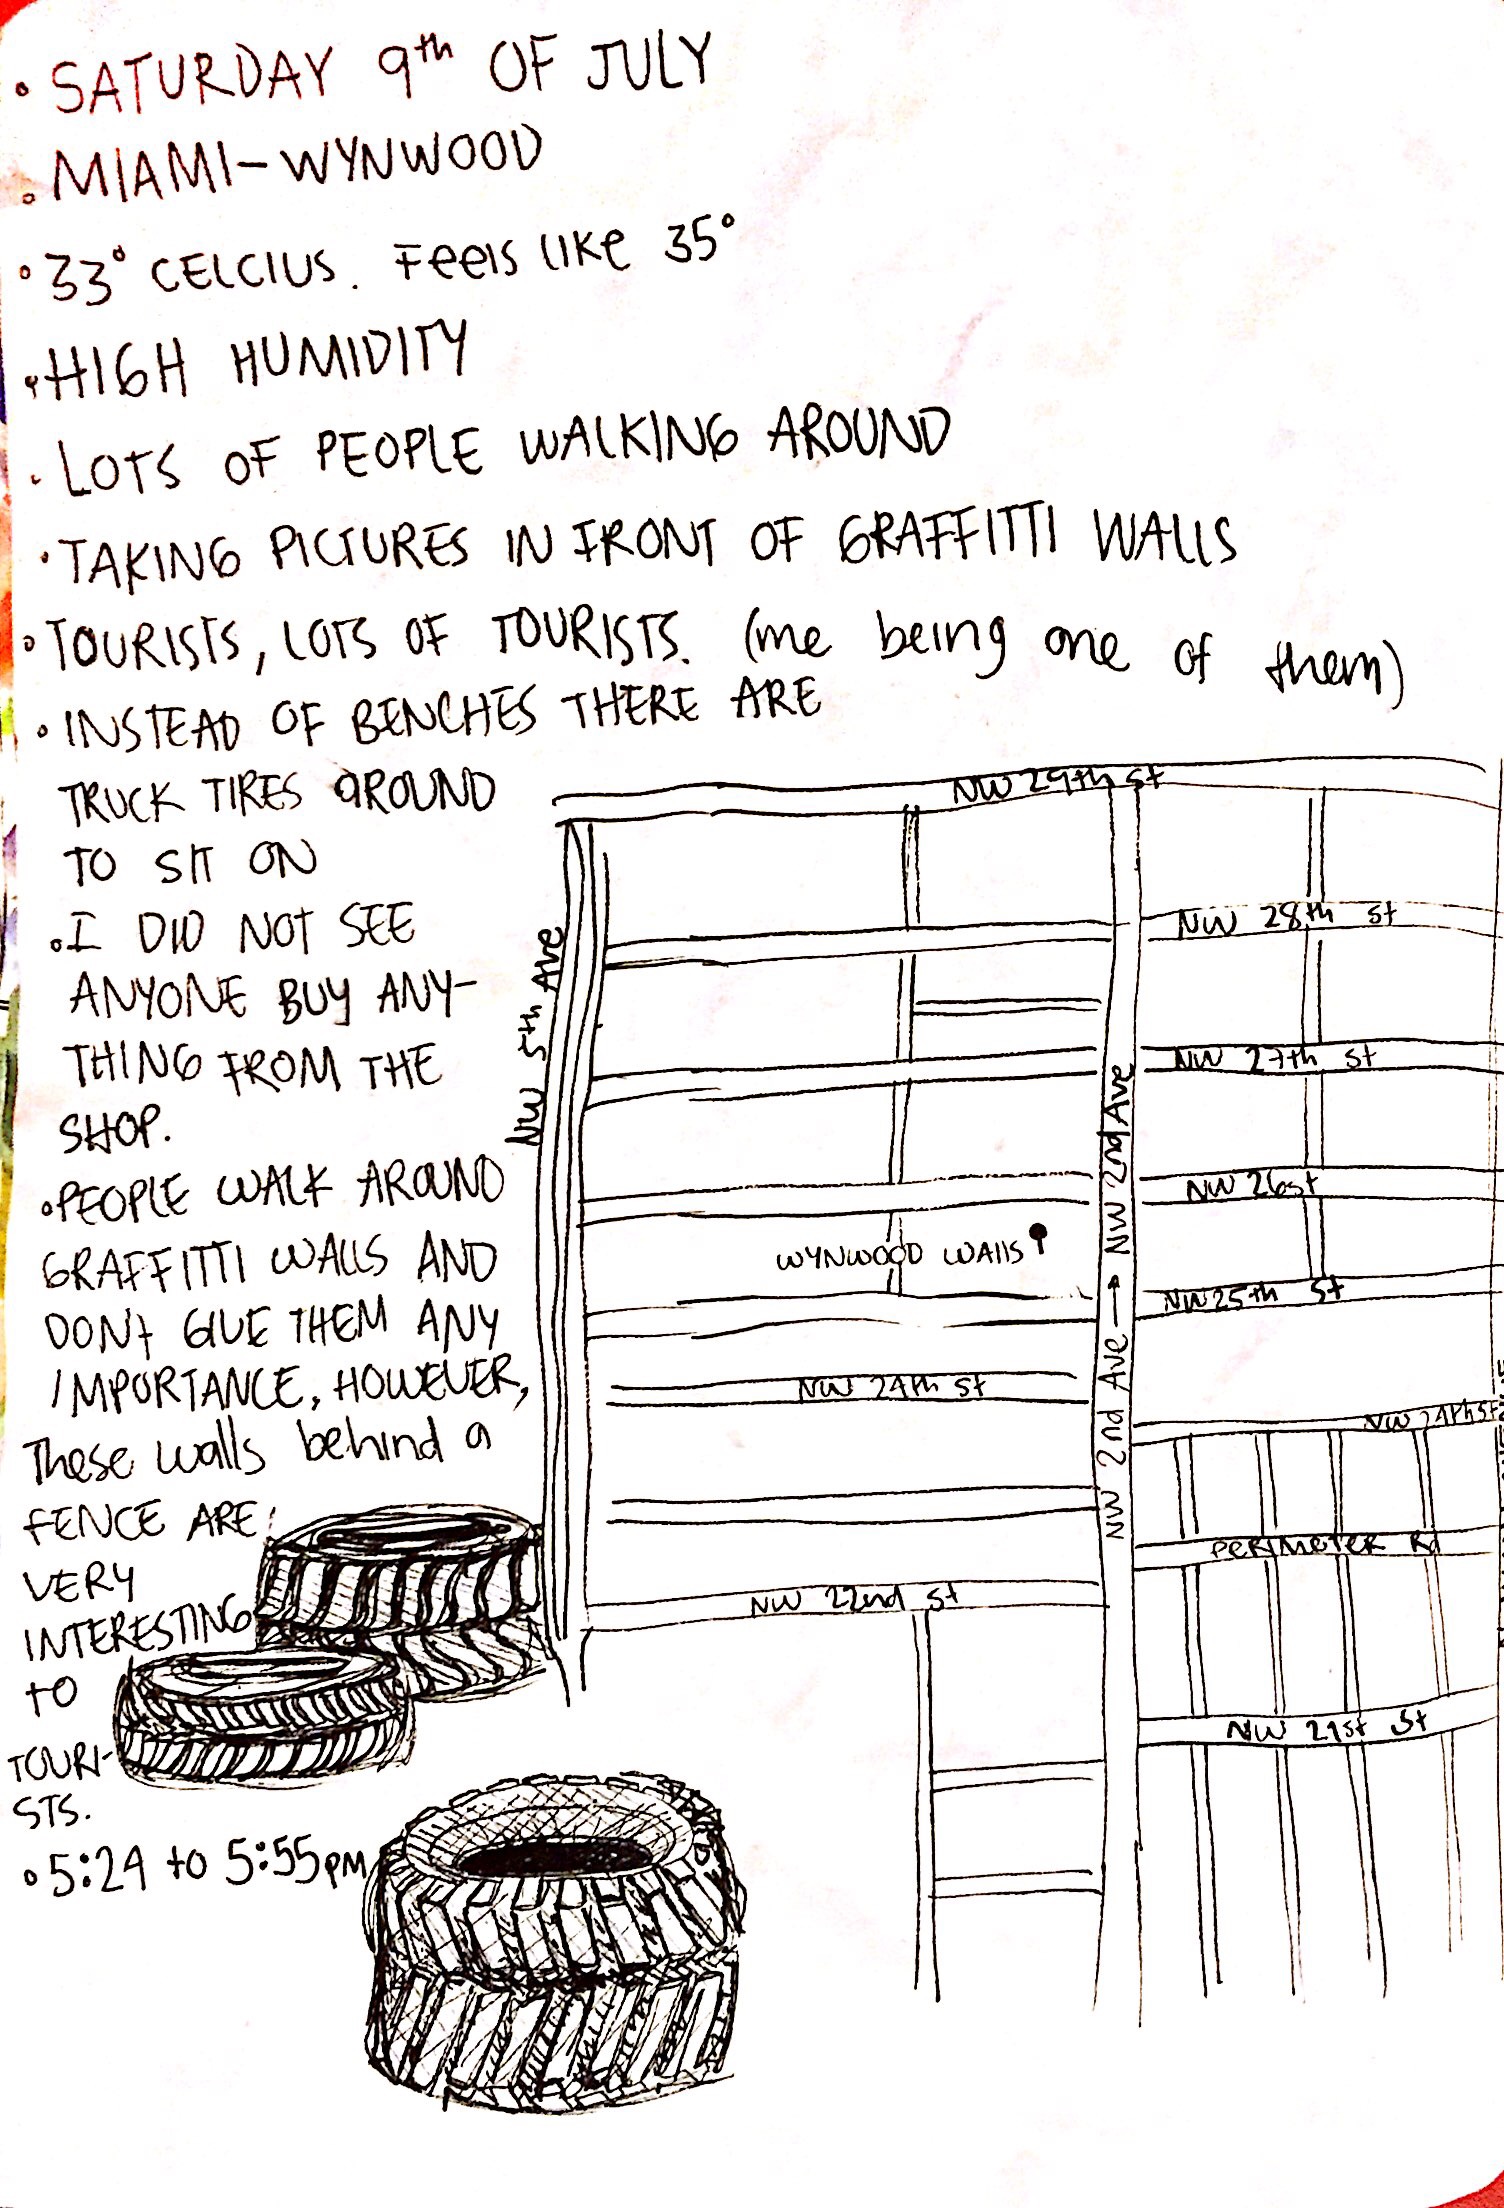 • SATURDAY 9th OF JULY
• MIAMI-WYNWOOD
• 33° CELCIUS. Feels like 35°
• HIGH HUMIDITY
• LOTS OF PEOPLE WALKING AROUND
• TAKING PICTURES IN FRONT OF GRAFFITTI WALLS
• TOURISTS, LOTS OF TOURISTS. (me being one of them)
• INSTEAD OF BENCHES THERE ARE
TRUCK TIRES AROUND
TO SIT ON
• I DID NOT SEE
ANYONE BUY ANY-
THING FROM THE
SHOP.
• PEOPLE WALK AROUND
GRAFFITTI WALLS AND
DON't GIVE THEM ANY
IMPORTANCE, HOWEVER,
These walls behind a
FENCE ARE
VERY
INTERESTING
TO
TOURI-
STS.
• 5:24 to 5:55pm
NW 29th st
NW 5th Ave
NW 28th st
NW 27th st
NW 2nd Ave → NW 2nd Ave
NW 26st
WYNWOOD WAlls
NW 25th st
NW 24th st
NW 24th st
PERIMETER Rd
NW 22nd st
NW 21st st